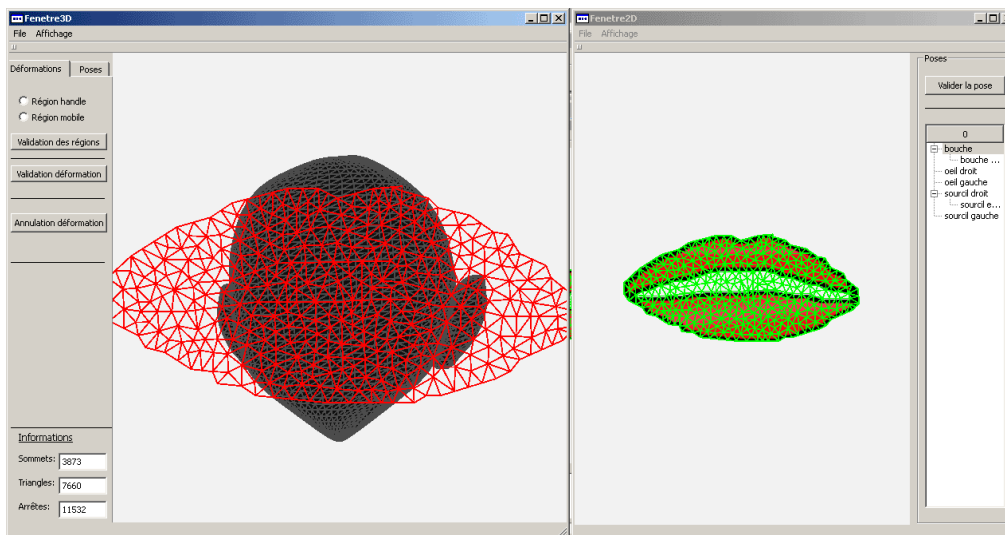 Fenetre3D
File Affichage
Déformations Poses
Région handle
Région mobile
Validation des régions
Validation déformation
Annulation déformation
Informations
Sommets: 3873
Triangles: 7660
Arrêtes: 11532
Fenetre2D
File Affichage
Poses
Valider la pose
0
bouche
bouche ...
oeil droit
oeil gauche
sourcil droit
sourcil e...
sourcil gauche